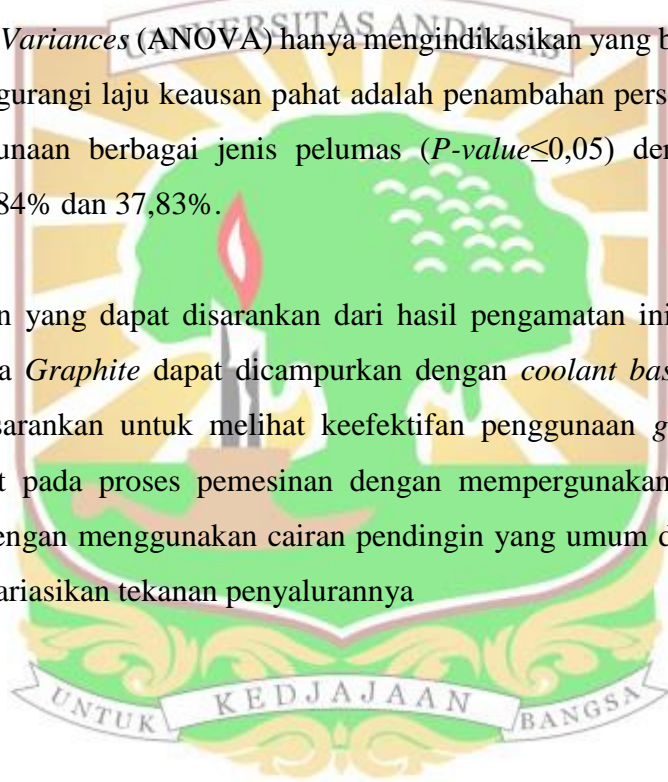 UNIVERSITAS ANDALAS
Variances (ANOVA) hanya mengindikasikan yang b
gurangi laju keausan pahat adalah penambahan pers
unaan berbagai jenis pelumas (P-value≤0,05) den
84% dan 37,83%.
n yang dapat disarankan dari hasil pengamatan ini
a Graphite dapat dicampurkan dengan coolant bas
sarankan untuk melihat keefektifan penggunaan g
t pada proses pemesinan dengan mempergunakan
engan menggunakan cairan pendingin yang umum d
ariasikan tekanan penyalurannya
UNTUK KEDJAJAAN BANGSA